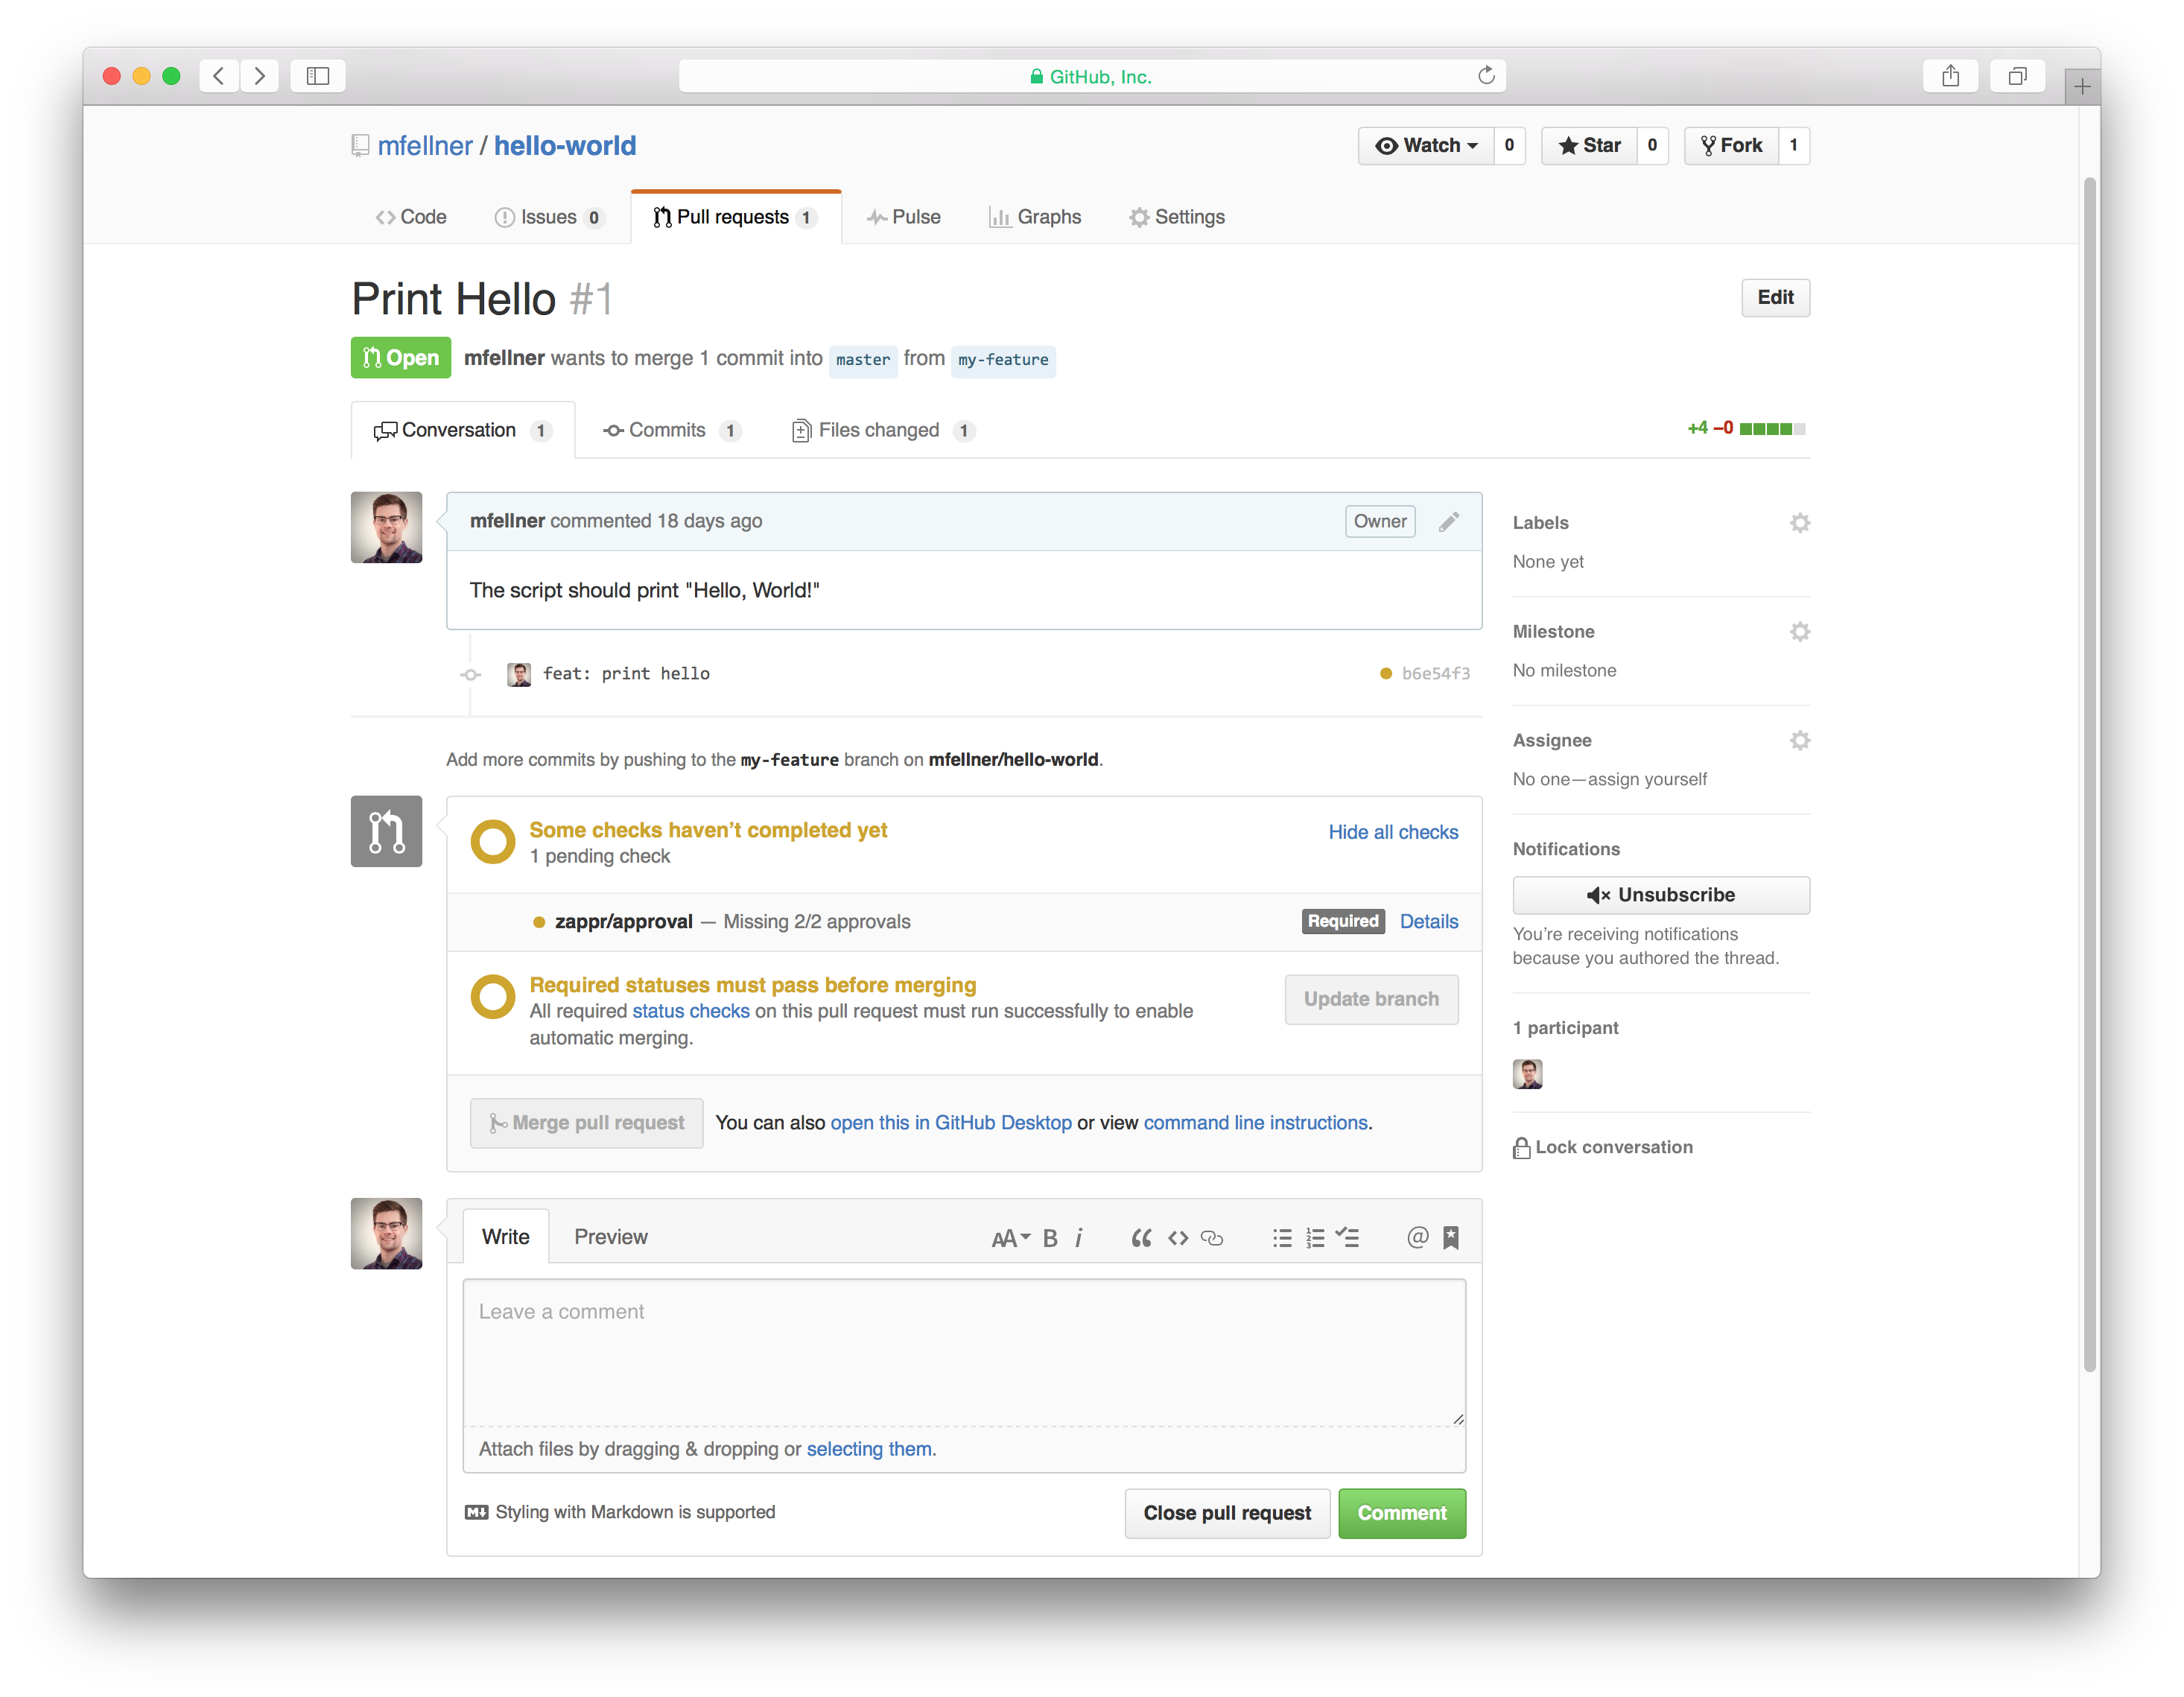 GitHub, Inc.
mfellner / hello-world
Watch 0 Star 0 Fork 1
Code Issues 0 Pull requests 1 Pulse Graphs Settings
Print Hello #1
Edit
Open mfellner wants to merge 1 commit into master from my-feature
Conversation 1 Commits 1 Files changed 1
+4 −0
mfellner commented 18 days ago
Owner
The script should print "Hello, World!"
feat: print hello
b6e54f3
Add more commits by pushing to the my-feature branch on mfellner/hello-world.
Some checks haven’t completed yet
Hide all checks
1 pending check
zappr/approval — Missing 2/2 approvals
Required Details
Required statuses must pass before merging
All required status checks on this pull request must run successfully to enable
automatic merging.
Update branch
Merge pull request You can also open this in GitHub Desktop or view command line instructions.
Write Preview
AA B i
Leave a comment
Attach files by dragging & dropping or selecting them.
Styling with Markdown is supported
Close pull request Comment
Labels
None yet
Milestone
No milestone
Assignee
No one—assign yourself
Notifications
Unsubscribe
You’re receiving notifications
because you authored the thread.
1 participant
Lock conversation